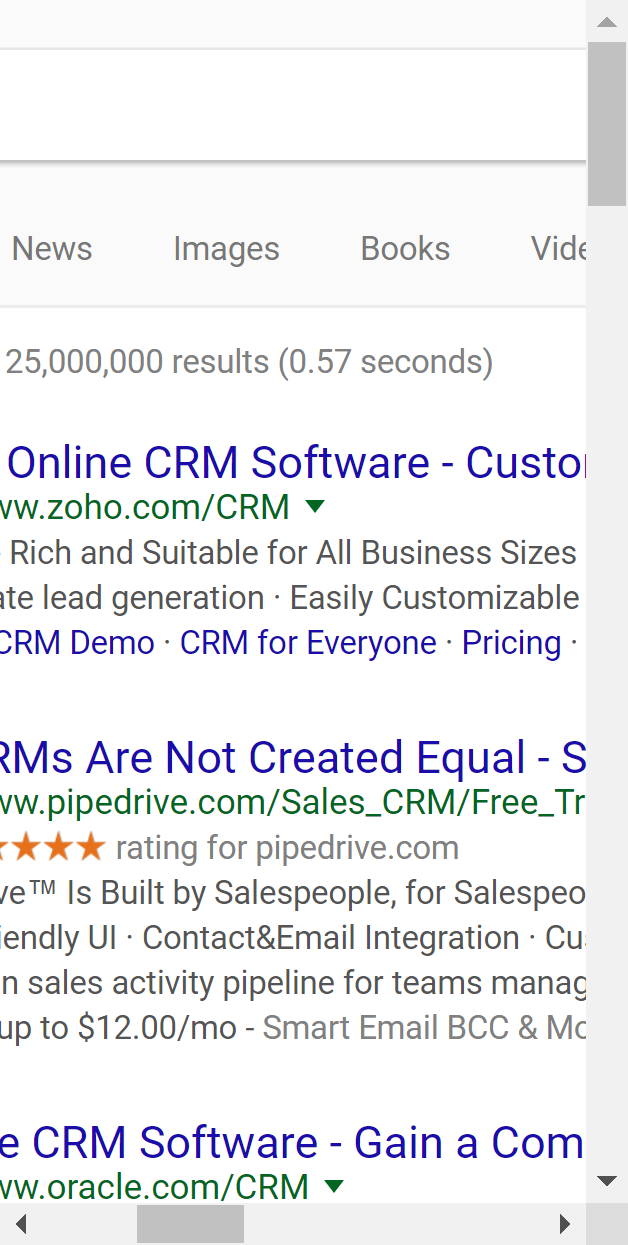 News Images Books Vide
25,000,000 results (0.57 seconds)
Online CRM Software - Custo
ww.zoho.com/CRM
Rich and Suitable for All Business Sizes
ate lead generation · Easily Customizable
CRM Demo · CRM for Everyone · Pricing ·
RMs Are Not Created Equal - S
ww.pipedrive.com/Sales_CRM/Free_Tr
rating for pipedrive.com
ve™ Is Built by Salespeople, for Salespeo
iendly UI · Contact&Email Integration · Cus
n sales activity pipeline for teams manag
up to $12.00/mo - Smart Email BCC & Mo
e CRM Software - Gain a Com
ww.oracle.com/CRM